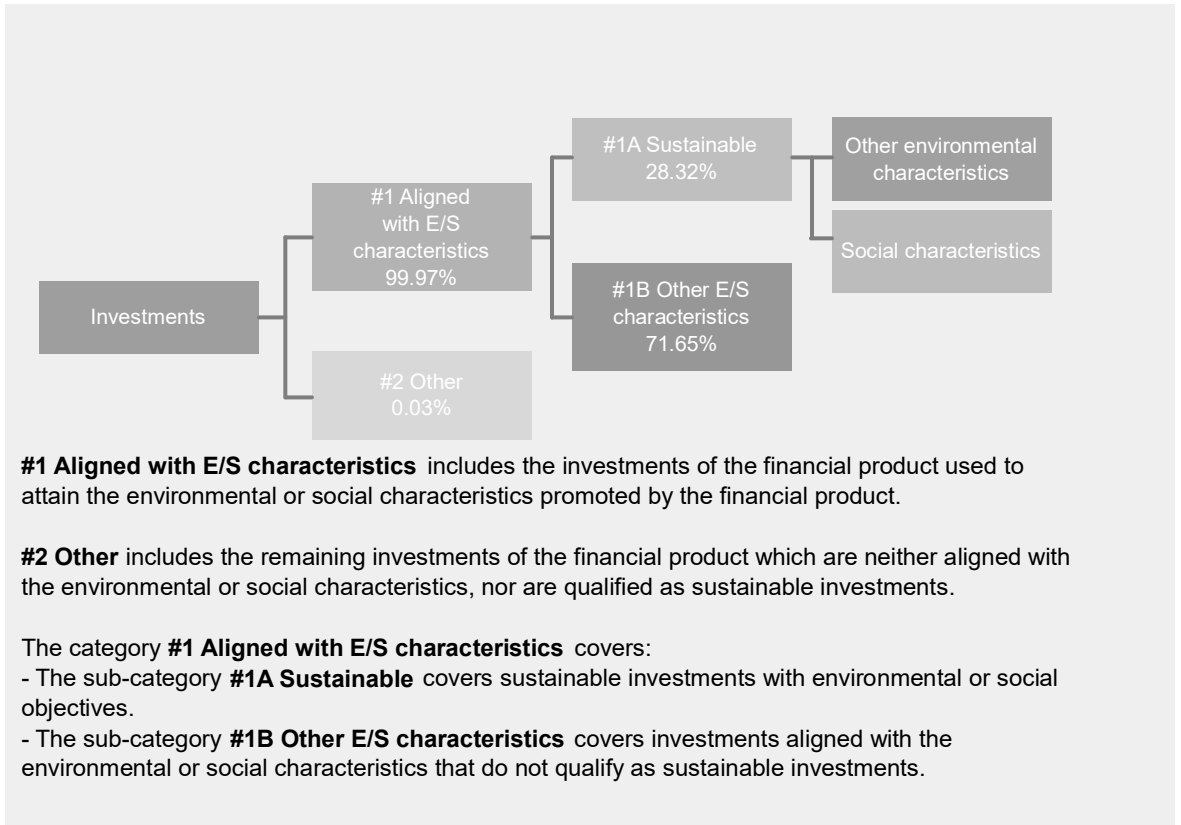 #1A Sustainable
28.32%
Other environmental
characteristics
#1 Aligned
with E/S
characteristics
99.97%
Social characteristics
Investments
#1B Other E/S
characteristics
71.65%
#2 Other
0.03%
#1 Aligned with E/S characteristics includes the investments of the financial product used to
attain the environmental or social characteristics promoted by the financial product.
#2 Other includes the remaining investments of the financial product which are neither aligned with
the environmental or social characteristics, nor are qualified as sustainable investments.
The category #1 Aligned with E/S characteristics covers:
- The sub-category #1A Sustainable covers sustainable investments with environmental or social
objectives.
- The sub-category #1B Other E/S characteristics covers investments aligned with the
environmental or social characteristics that do not qualify as sustainable investments.